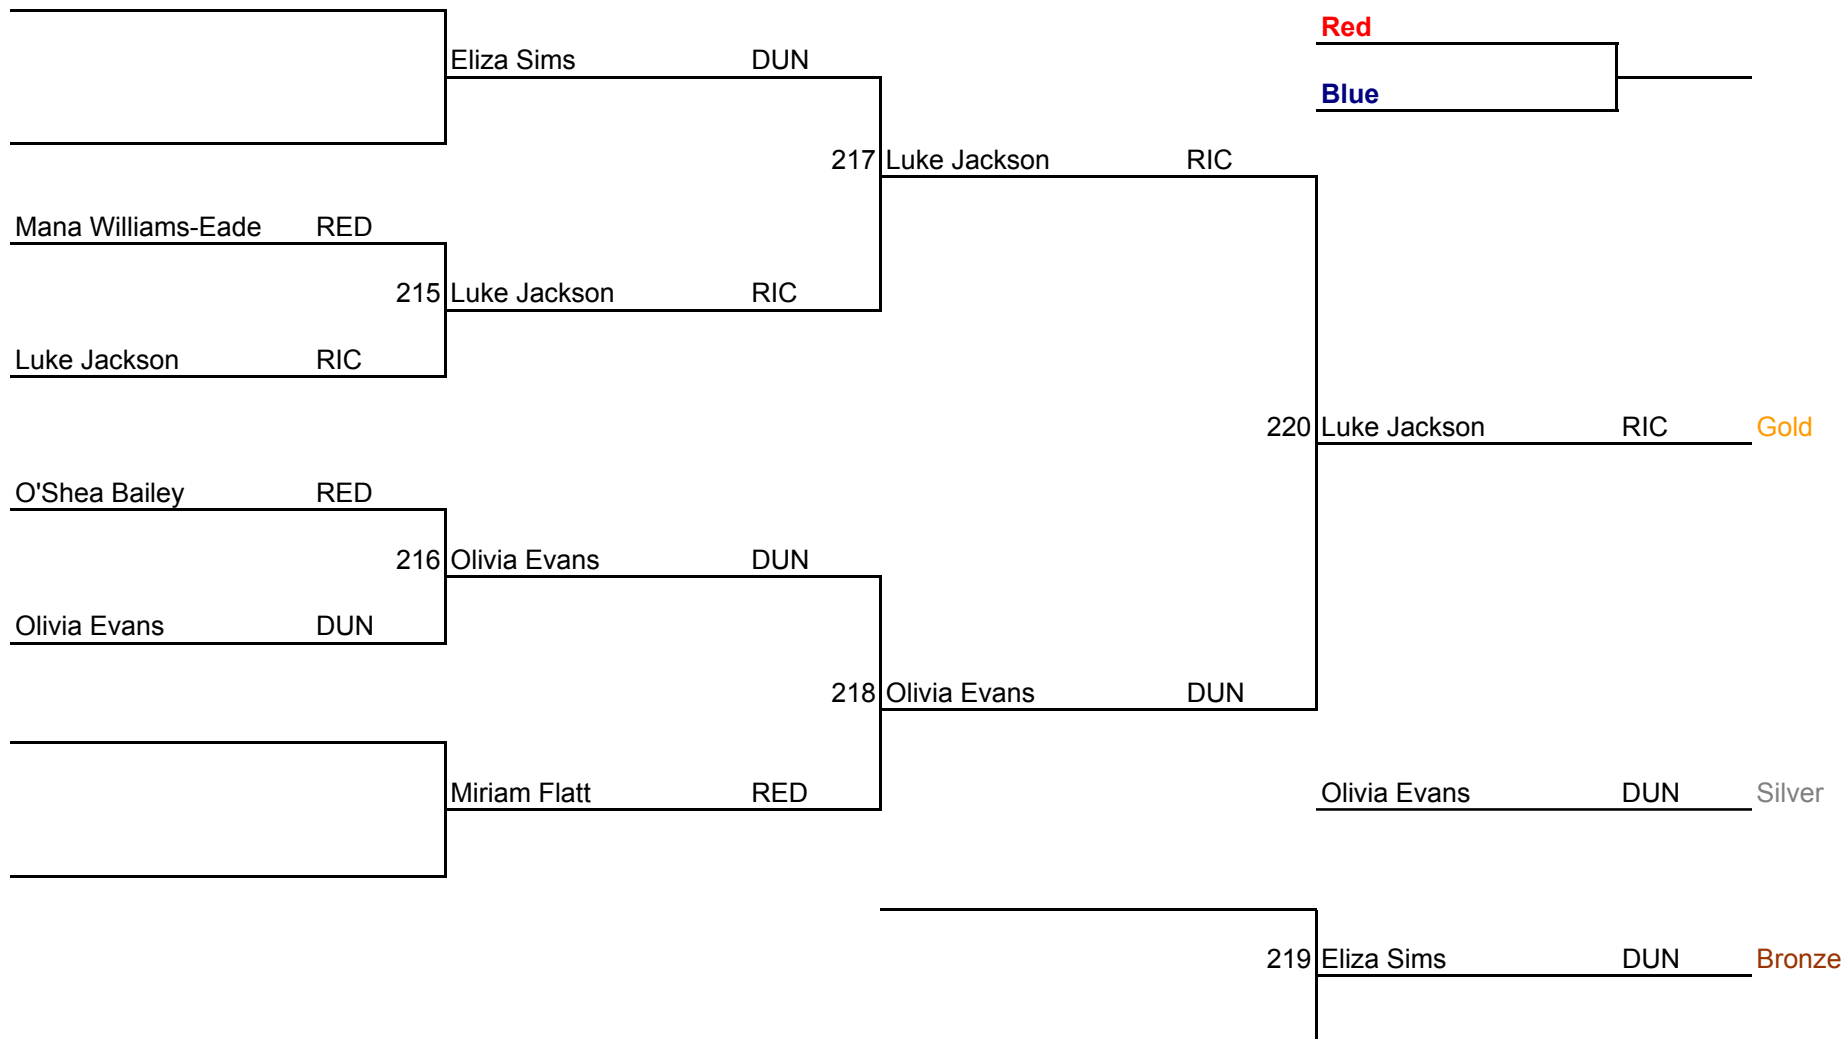 Red
Eliza Sims DUN
Blue
217 Luke Jackson RIC
Mana Williams-Eade RED
215 Luke Jackson RIC
Luke Jackson RIC
220 Luke Jackson RIC Gold
O'Shea Bailey RED
216 Olivia Evans DUN
Olivia Evans DUN
218 Olivia Evans DUN
Miriam Flatt RED
Olivia Evans DUN Silver
219 Eliza Sims DUN Bronze